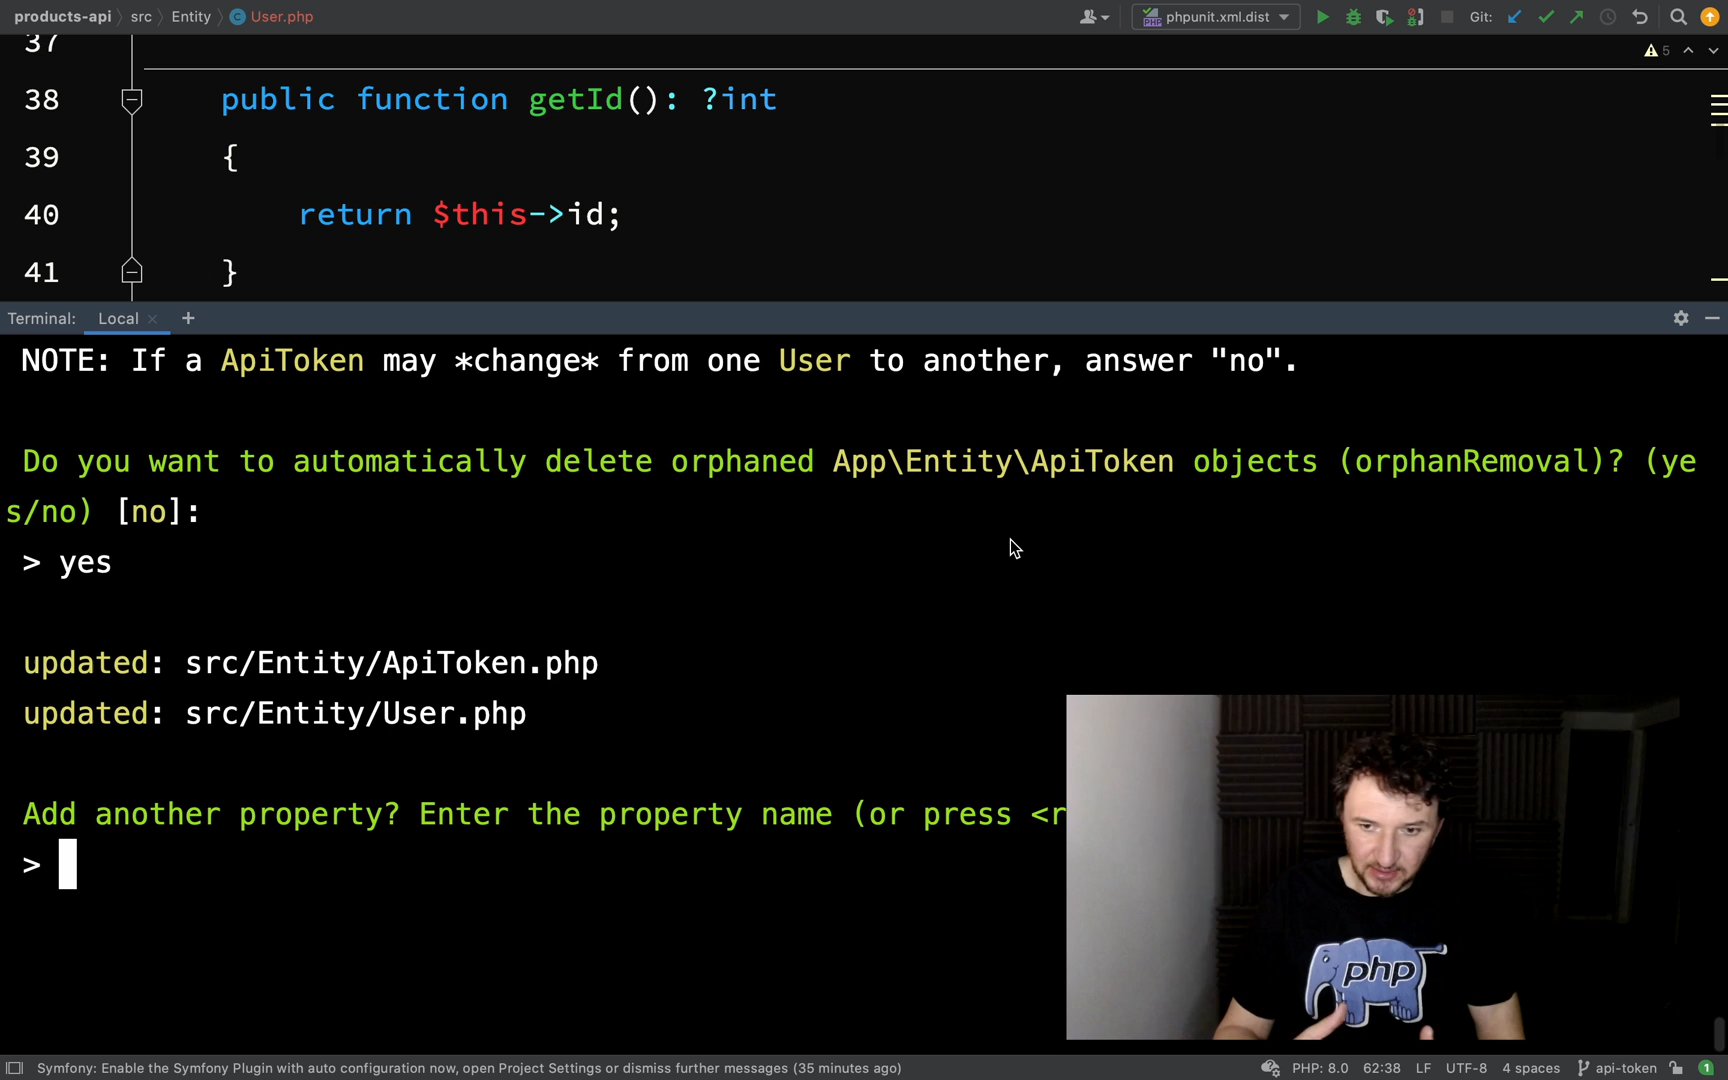 products-api src Entity User.php phpunit.xml.dist Git:
5
37
38 public function getId(): ?int
39 {
40 return $this->id;
41 }
Terminal: Local × +
NOTE: If a ApiToken may *change* from one User to another, answer "no".
Do you want to automatically delete orphaned App\Entity\ApiToken objects (orphanRemoval)? (ye
s/no) [no]:
> yes
updated: src/Entity/ApiToken.php
updated: src/Entity/User.php
Add another property? Enter the property name (or press <r
>
php
Symfony: Enable the Symfony Plugin with auto configuration now, open Project Settings or dismiss further messages (35 minutes ago) PHP: 8.0 62:38 LF UTF-8 4 spaces api-token 1